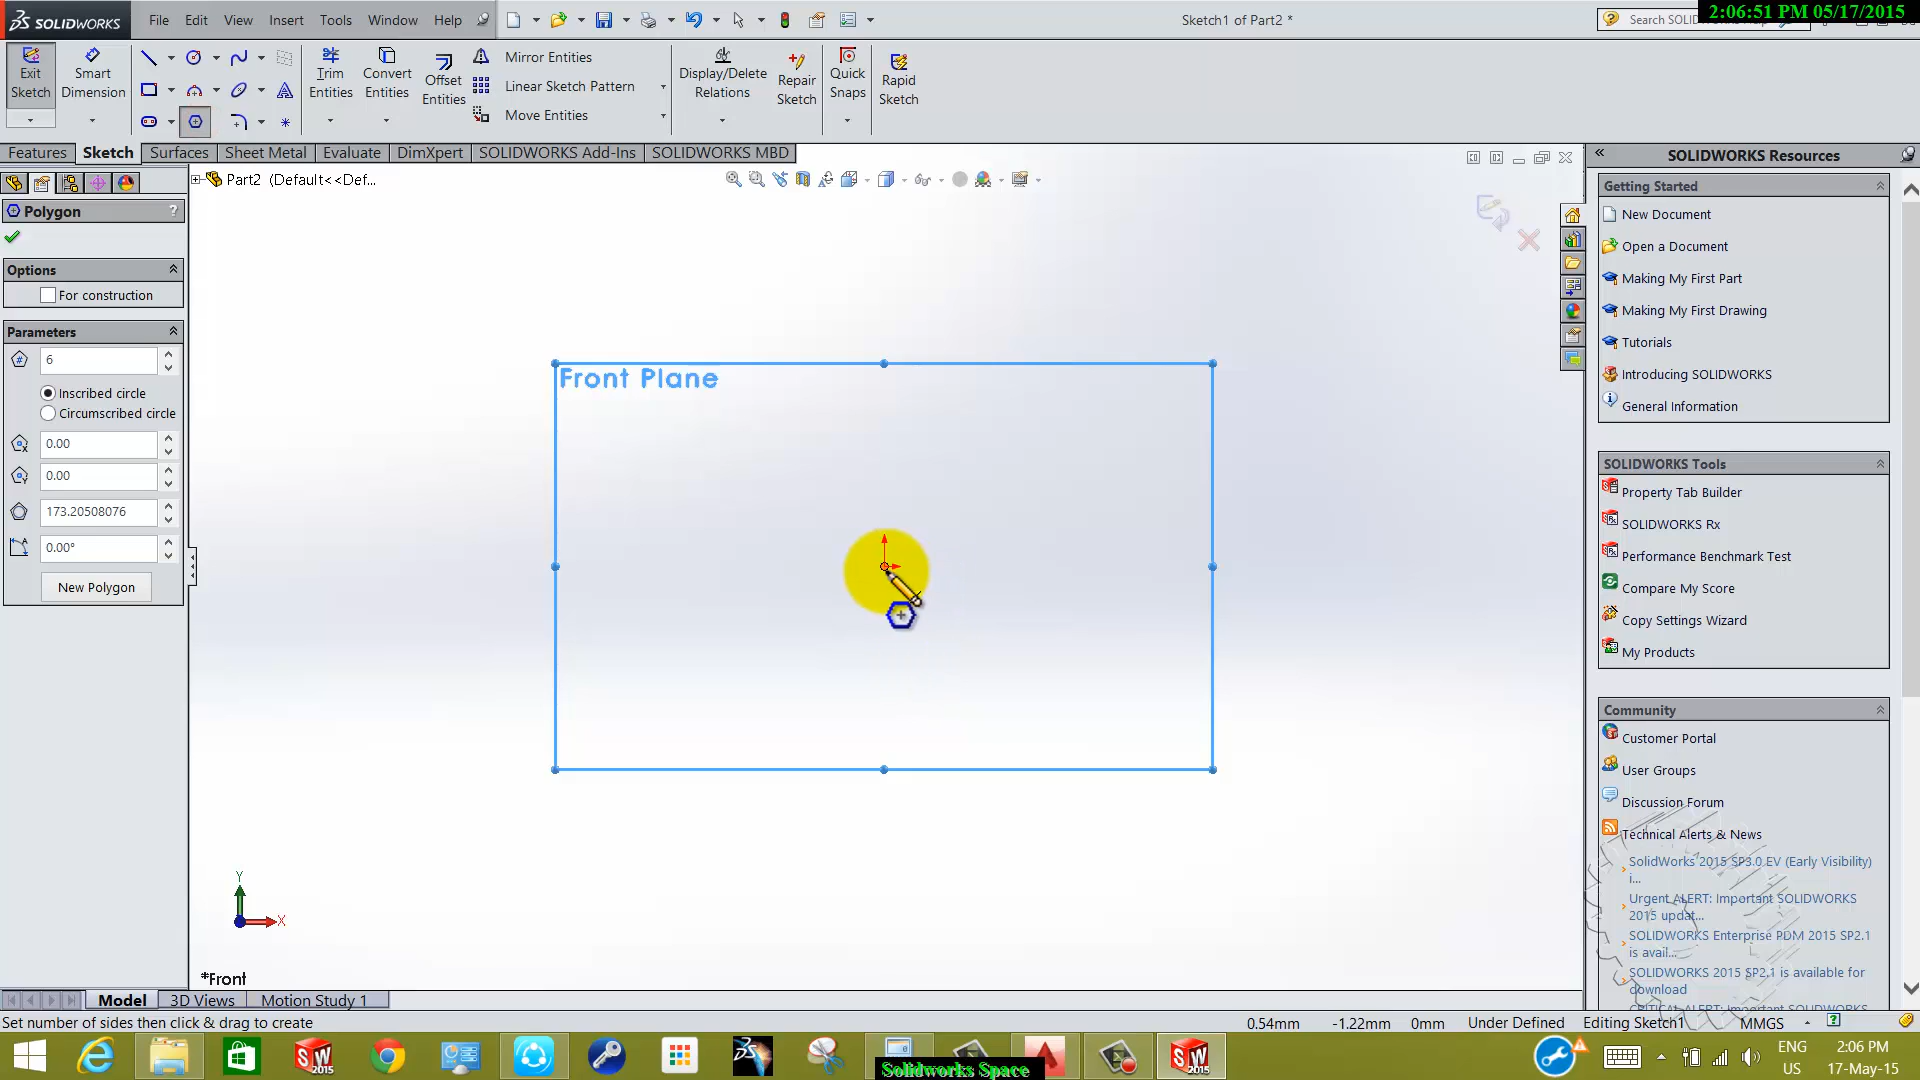 SOLIDWORKS
File Edit View Insert Tools Window Help
Sketch1 of Part2 *
Search SOLID
2:06:51 PM 05/17/2015
Exit Sketch
Smart Dimension
Trim Entities
Convert Entities
Offset Entities
Mirror Entities
Linear Sketch Pattern
Move Entities
Display/Delete Relations
Repair Sketch
Quick Snaps
Rapid Sketch
Features Sketch Surfaces Sheet Metal Evaluate DimXpert SOLIDWORKS Add-Ins SOLIDWORKS MBD
Part2 (Default<<Def...
Polygon ?
Options
For construction
Parameters
6
Inscribed circle
Circumscribed circle
0.00
0.00
173.20508076
0.00°
New Polygon
Front Plane
Y
X
*Front
SOLIDWORKS Resources
Getting Started
New Document
Open a Document
Making My First Part
Making My First Drawing
Tutorials
Introducing SOLIDWORKS
General Information
SOLIDWORKS Tools
Property Tab Builder
SOLIDWORKS Rx
Performance Benchmark Test
Compare My Score
Copy Settings Wizard
My Products
Community
Customer Portal
User Groups
Discussion Forum
Technical Alerts & News
SolidWorks 2015 SP3.0 EV (Early Visibility)
i...
Urgent ALERT: Important SOLIDWORKS
2015 updat...
SOLIDWORKS Enterprise PDM 2015 SP2.1
is avail...
SOLIDWORKS 2015 SP2.1 is available for
download
CRITICAL ALERT: Important SOLIDWORKS
Model 3D Views Motion Study 1
Set number of sides then click & drag to create
0.54mm -1.22mm 0mm Under Defined Editing Sketch1 MMGS
SW 2015
SW 2015
Solidworks Space
ENG
US
2:06 PM
17-May-15